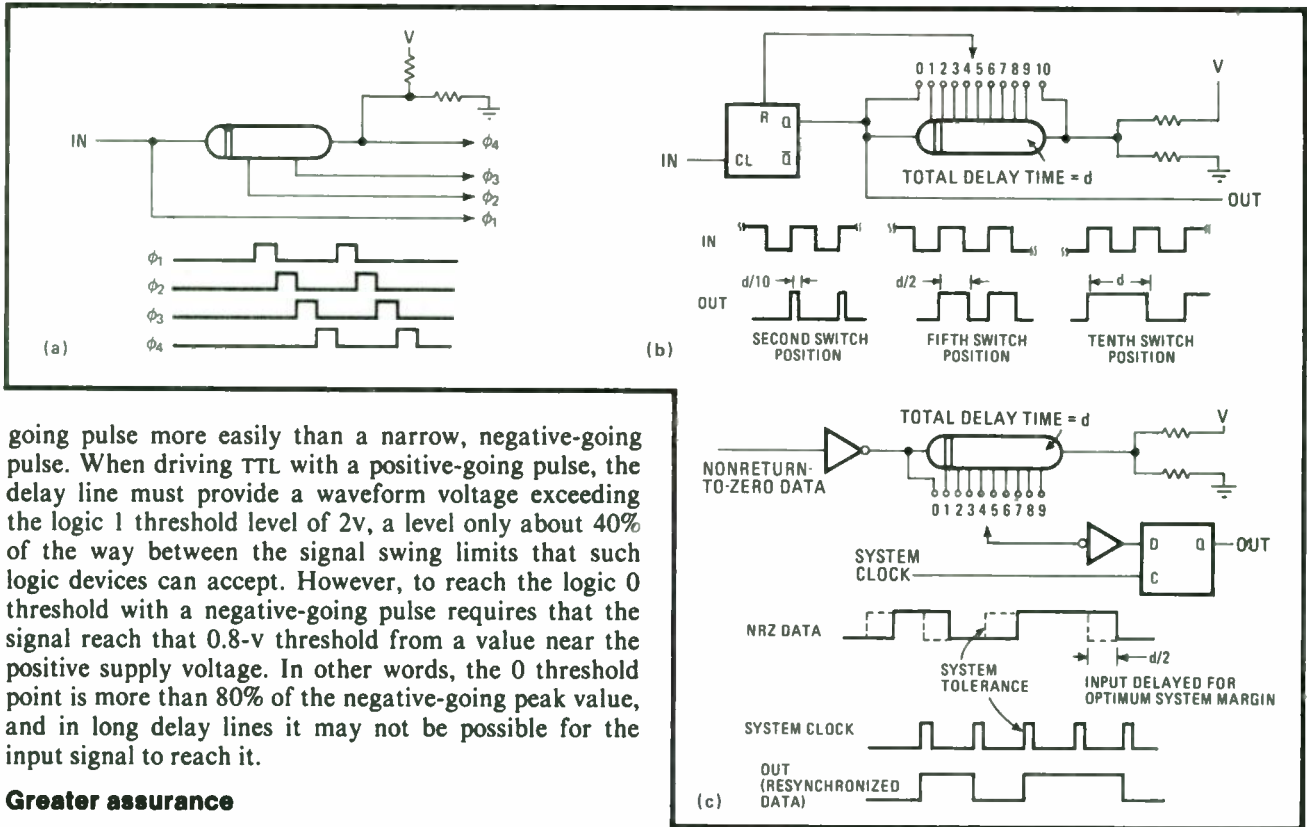 V
IN
ϕ4
ϕ3
ϕ2
ϕ1
ϕ1
ϕ2
ϕ3
ϕ4
(a)
0 1 2 3 4 5 6 7 8 9 10
V
R Q
IN
CL Q̅
TOTAL DELAY TIME = d
OUT
IN
d/10
d/2
d
OUT
SECOND SWITCH
POSITION
FIFTH SWITCH
POSITION
TENTH SWITCH
POSITION
(b)
going pulse more easily than a narrow, negative-going
pulse. When driving TTL with a positive-going pulse, the
delay line must provide a waveform voltage exceeding
the logic 1 threshold level of 2v, a level only about 40%
of the way between the signal swing limits that such
logic devices can accept. However, to reach the logic 0
threshold with a negative-going pulse requires that the
signal reach that 0.8-v threshold from a value near the
positive supply voltage. In other words, the 0 threshold
point is more than 80% of the negative-going peak value,
and in long delay lines it may not be possible for the
input signal to reach it.
Greater assurance
TOTAL DELAY TIME = d
V
NONRETURN-
TO-ZERO DATA
0 1 2 3 4 5 6 7 8 9
D Q
OUT
C
SYSTEM
CLOCK
NRZ DATA
d/2
SYSTEM
TOLERANCE
INPUT DELAYED FOR
OPTIMUM SYSTEM MARGIN
SYSTEM CLOCK
OUT
(RESYNCHRONIZED
DATA)
(c)